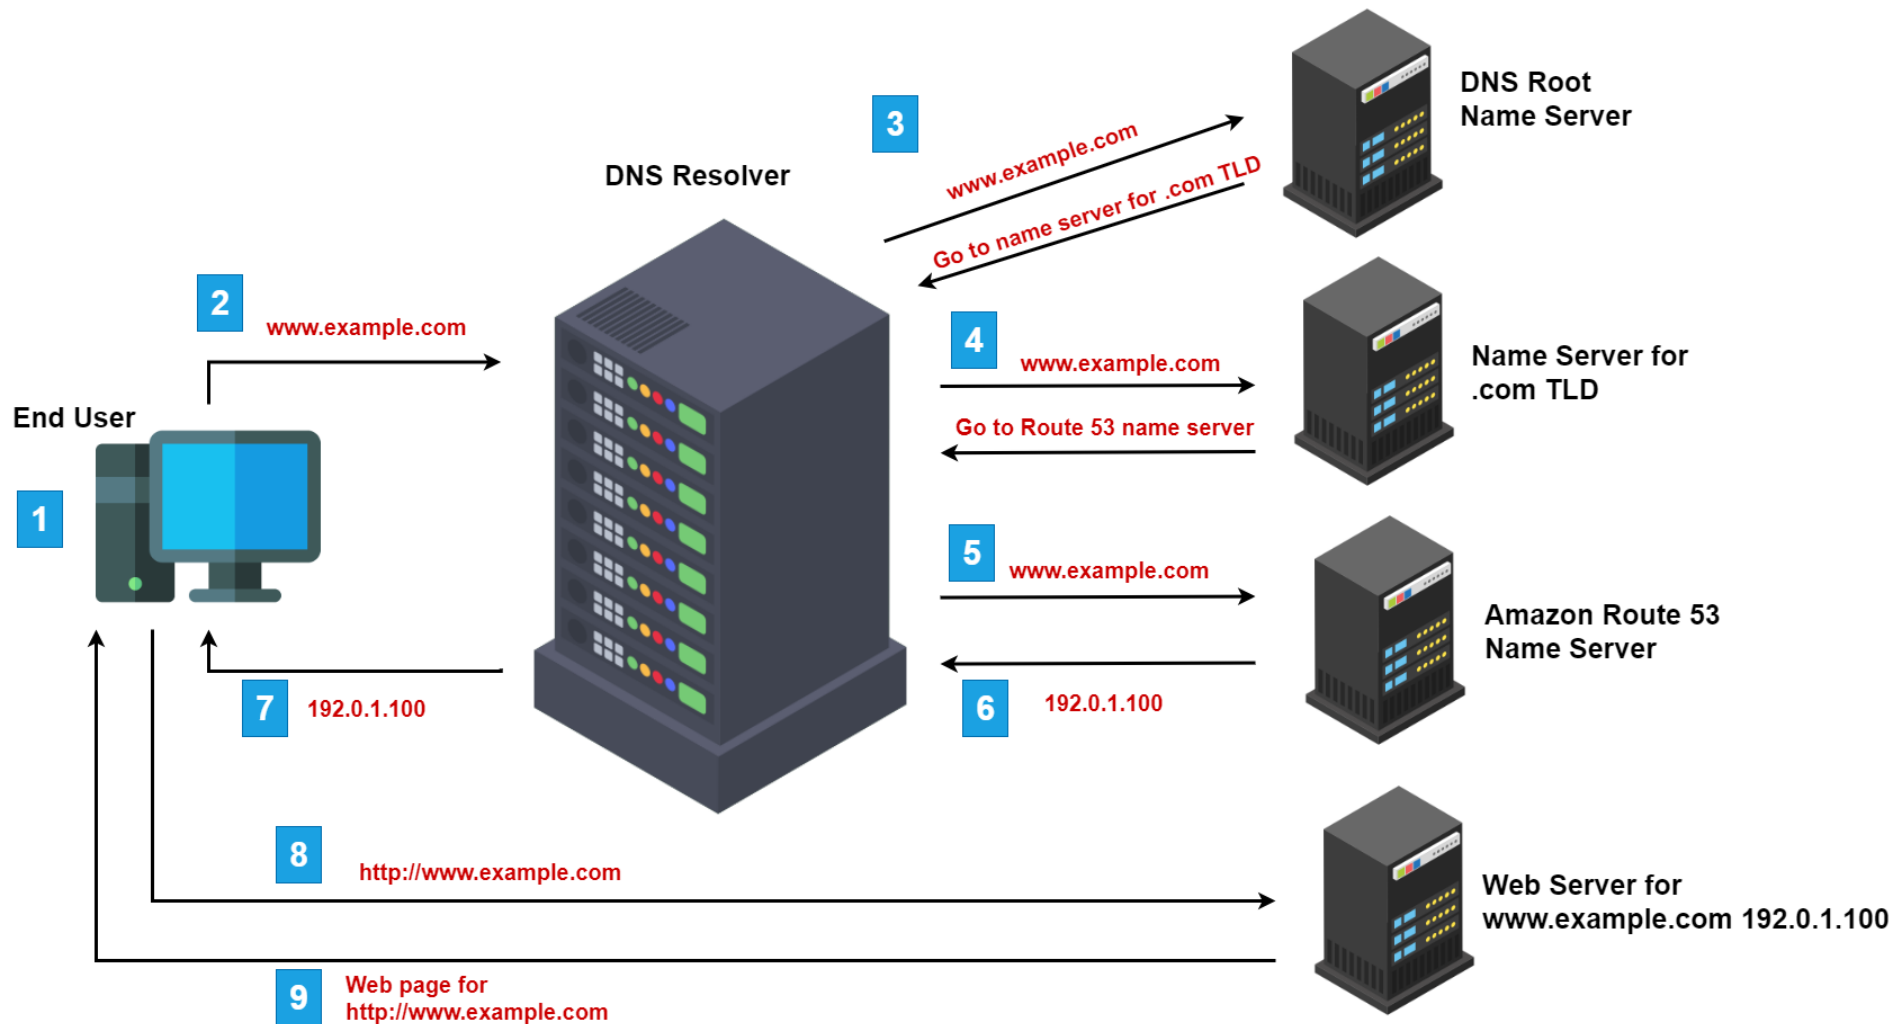 DNS Root
Name Server
3
www.example.com
Go to name server for .com TLD
DNS Resolver
2
www.example.com
4
www.example.com
Go to Route 53 name server
Name Server for
.com TLD
End User
1
5
www.example.com
Amazon Route 53
Name Server
7
192.0.1.100
6
192.0.1.100
8
http://www.example.com
Web Server for
www.example.com 192.0.1.100
9
Web page for
http://www.example.com